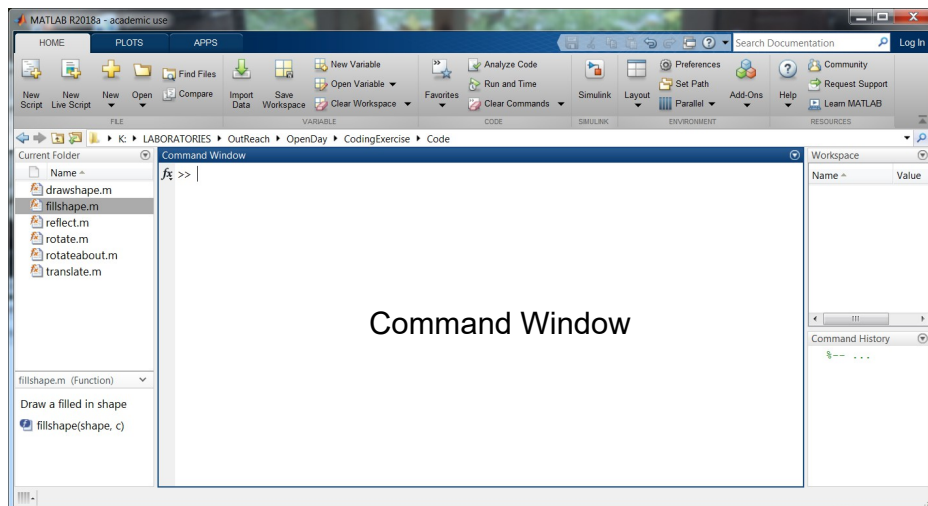 MATLAB R2018a - academic use
HOME PLOTS APPS
Search Documentation Log In
New Script
New Live Script
New
Open
Find Files
Compare
Import Data
Save Workspace
New Variable
Open Variable
Clear Workspace
Favorites
Analyze Code
Run and Time
Clear Commands
Simulink
Layout
Preferences
Set Path
Parallel
Add-Ons
Help
Community
Request Support
Learn MATLAB
FILE VARIABLE CODE SIMULINK ENVIRONMENT RESOURCES
K: LABORATORIES OutReach OpenDay CodingExercise Code
Current Folder
Name
drawshape.m
fillshape.m
reflect.m
rotate.m
rotateabout.m
translate.m
fillshape.m (Function)
Draw a filled in shape
fillshape(shape, c)
Command Window
fx >>
Command Window
Workspace
Name Value
Command History
%-- ...